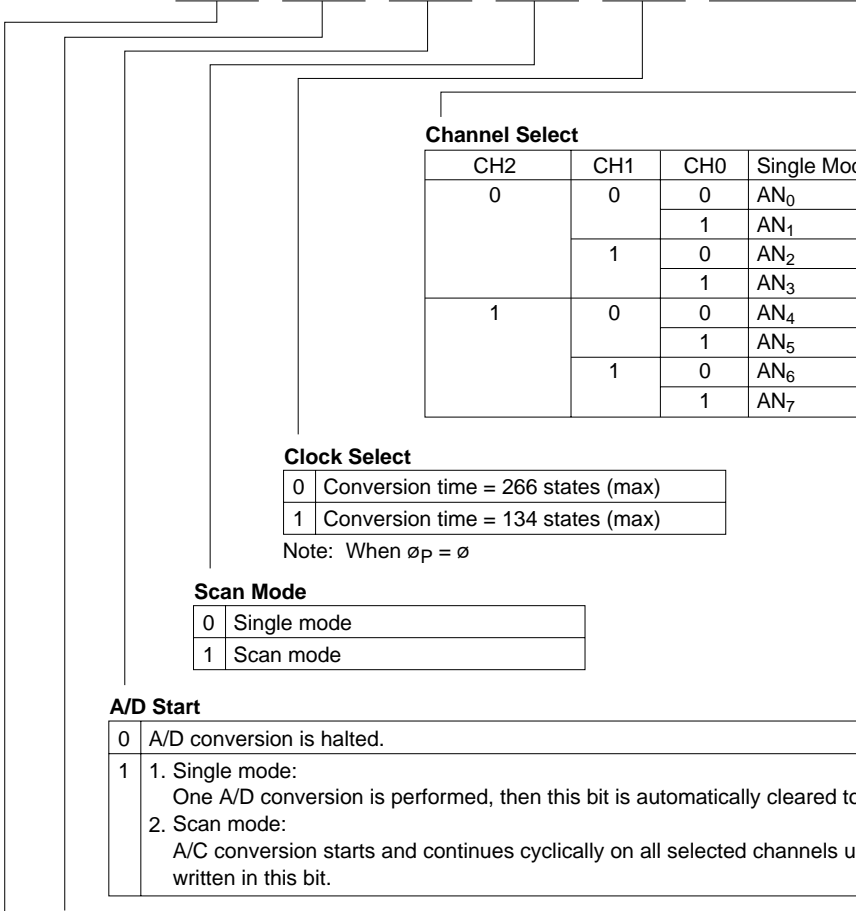 Channel Select
CH2 CH1 CH0 Single Mod
0 0 0 AN0
1 AN1
1 0 AN2
1 AN3
1 0 0 AN4
1 AN5
1 0 AN6
1 AN7
Clock Select
0 Conversion time = 266 states (max)
1 Conversion time = 134 states (max)
Note: When øP = ø
Scan Mode
0 Single mode
1 Scan mode
A/D Start
0 A/D conversion is halted.
1 1. Single mode:
One A/D conversion is performed, then this bit is automatically cleared to
2. Scan mode:
A/C conversion starts and continues cyclically on all selected channels u
written in this bit.